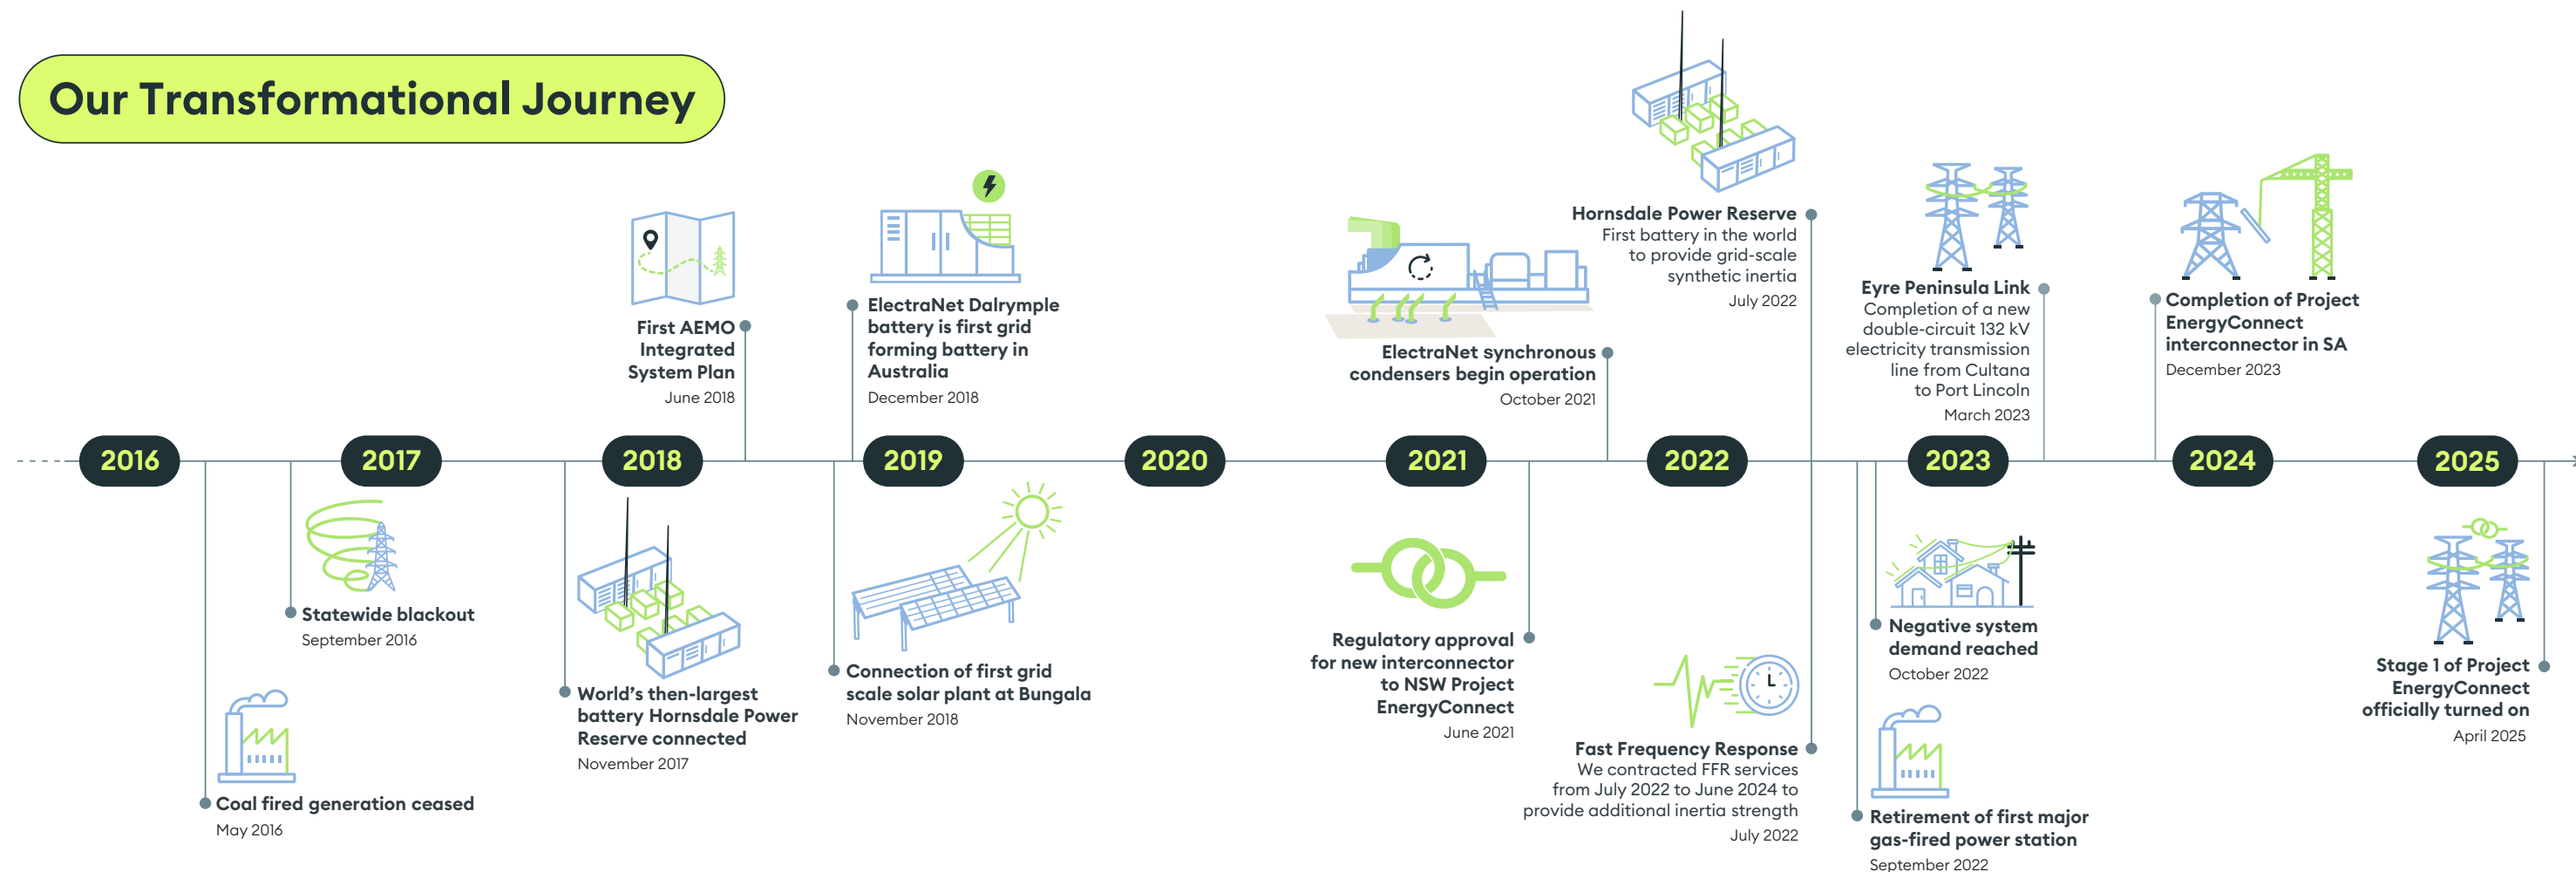 Our Transformational Journey
Hornsdale Power Reserve
First battery in the world
to provide grid-scale
synthetic inertia
July 2022
First AEMO
Integrated
System Plan
June 2018
ElectraNet Dalrymple
battery is first grid
forming battery in
Australia
December 2018
ElectraNet synchronous
condensers begin operation
October 2021
Eyre Peninsula Link
Completion of a new
double-circuit 132 kV
electricity transmission
line from Cultana
to Port Lincoln
March 2023
Completion of Project
EnergyConnect
interconnector in SA
December 2023
2016
2017
2018
2019
2020
2021
2022
2023
2024
2025
Coal fired generation ceased
May 2016
Statewide blackout
September 2016
World’s then-largest
battery Hornsdale Power
Reserve connected
November 2017
Connection of first grid
scale solar plant at Bungala
November 2018
Regulatory approval
for new interconnector
to NSW Project
EnergyConnect
June 2021
Fast Frequency Response
We contracted FFR services
from July 2022 to June 2024 to
provide additional inertia strength
July 2022
Negative system
demand reached
October 2022
Retirement of first major
gas-fired power station
September 2022
Stage 1 of Project
EnergyConnect
officially turned on
April 2025